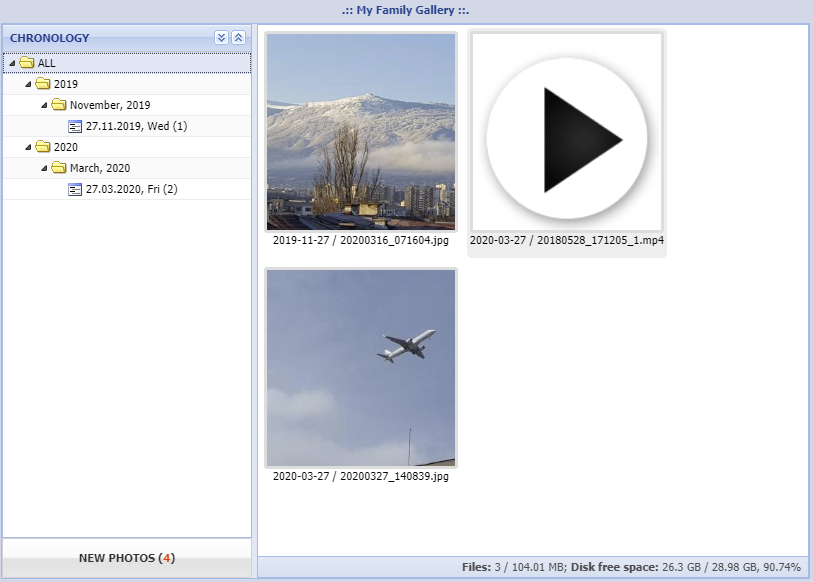 .:: My Family Gallery ::.
CHRONOLOGY
ALL
2019
November, 2019
27.11.2019, Wed (1)
2020
March, 2020
27.03.2020, Fri (2)
NEW PHOTOS (4)
2019-11-27 / 20200316_071604.jpg
2020-03-27 / 20180528_171205_1.mp4
2020-03-27 / 20200327_140839.jpg
Files: 3 / 104.01 MB; Disk free space: 26.3 GB / 28.98 GB, 90.74%